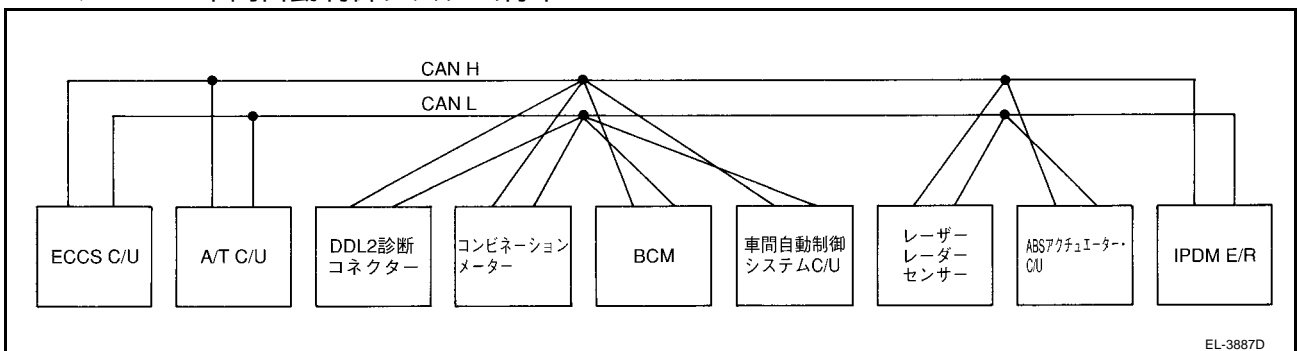 CAN H
CAN L
ECCS C/U
A/T C/U
DDL2診断
コネクター
コンビネーション
メーター
BCM
車間自動制御
システムC/U
レーザー
レーダー
センサー
ABSアクチュエーター・
C/U
IPDM E/R
EL-3887D